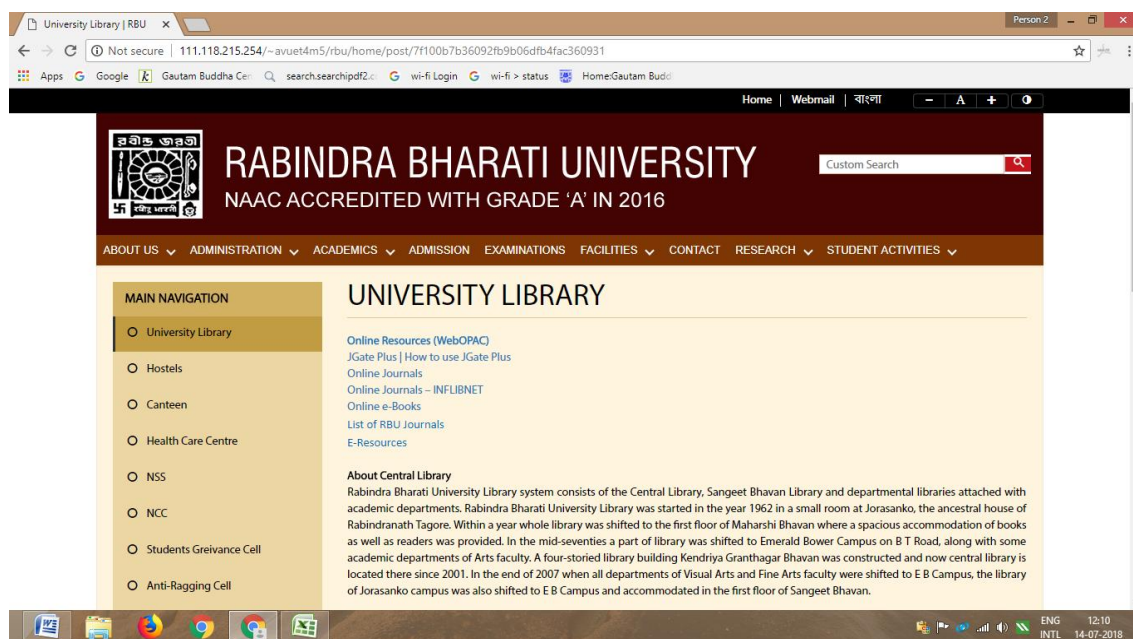 University Library | RBU
Person 2
Not secure | 111.118.215.254/~avuet4m5/rbu/home/post/7f100b7b36092fb9b06dfb4fac360931
Apps Google Gautam Buddha Cen search.searchipdf2.c wi-fi Login wi-fi > status Home:Gautam Budd
Home | Webmail | বাংলা - A +
রবীন্দ্র ভারতী
RABINDRA BHARATI UNIVERSITY
Custom Search
NAAC ACCREDITED WITH GRADE ‘A’ IN 2016
ABOUT US ADMINISTRATION ACADEMICS ADMISSION EXAMINATIONS FACILITIES CONTACT RESEARCH STUDENT ACTIVITIES
MAIN NAVIGATION
University Library
Hostels
Canteen
Health Care Centre
NSS
NCC
Students Greivance Cell
Anti-Ragging Cell
UNIVERSITY LIBRARY
Online Resources (WebOPAC)
JGate Plus | How to use JGate Plus
Online Journals
Online Journals – INFLIBNET
Online e-Books
List of RBU Journals
E-Resources
About Central Library
Rabindra Bharati University Library system consists of the Central Library, Sangeet Bhavan Library and departmental libraries attached with
academic departments. Rabindra Bharati University Library was started in the year 1962 in a small room at Jorasanko, the ancestral house of
Rabindranath Tagore. Within a year whole library was shifted to the first floor of Maharshi Bhavan where a spacious accommodation of books
as well as readers was provided. In the mid-seventies a part of library was shifted to Emerald Bower Campus on B T Road, along with some
academic departments of Arts faculty. A four-storied library building Kendriya Granthagar Bhavan was constructed and now central library is
located there since 2001. In the end of 2007 when all departments of Visual Arts and Fine Arts faculty were shifted to E B Campus, the library
of Jorasanko campus was also shifted to E B Campus and accommodated in the first floor of Sangeet Bhavan.
ENG 12:10
INTL 14-07-2018